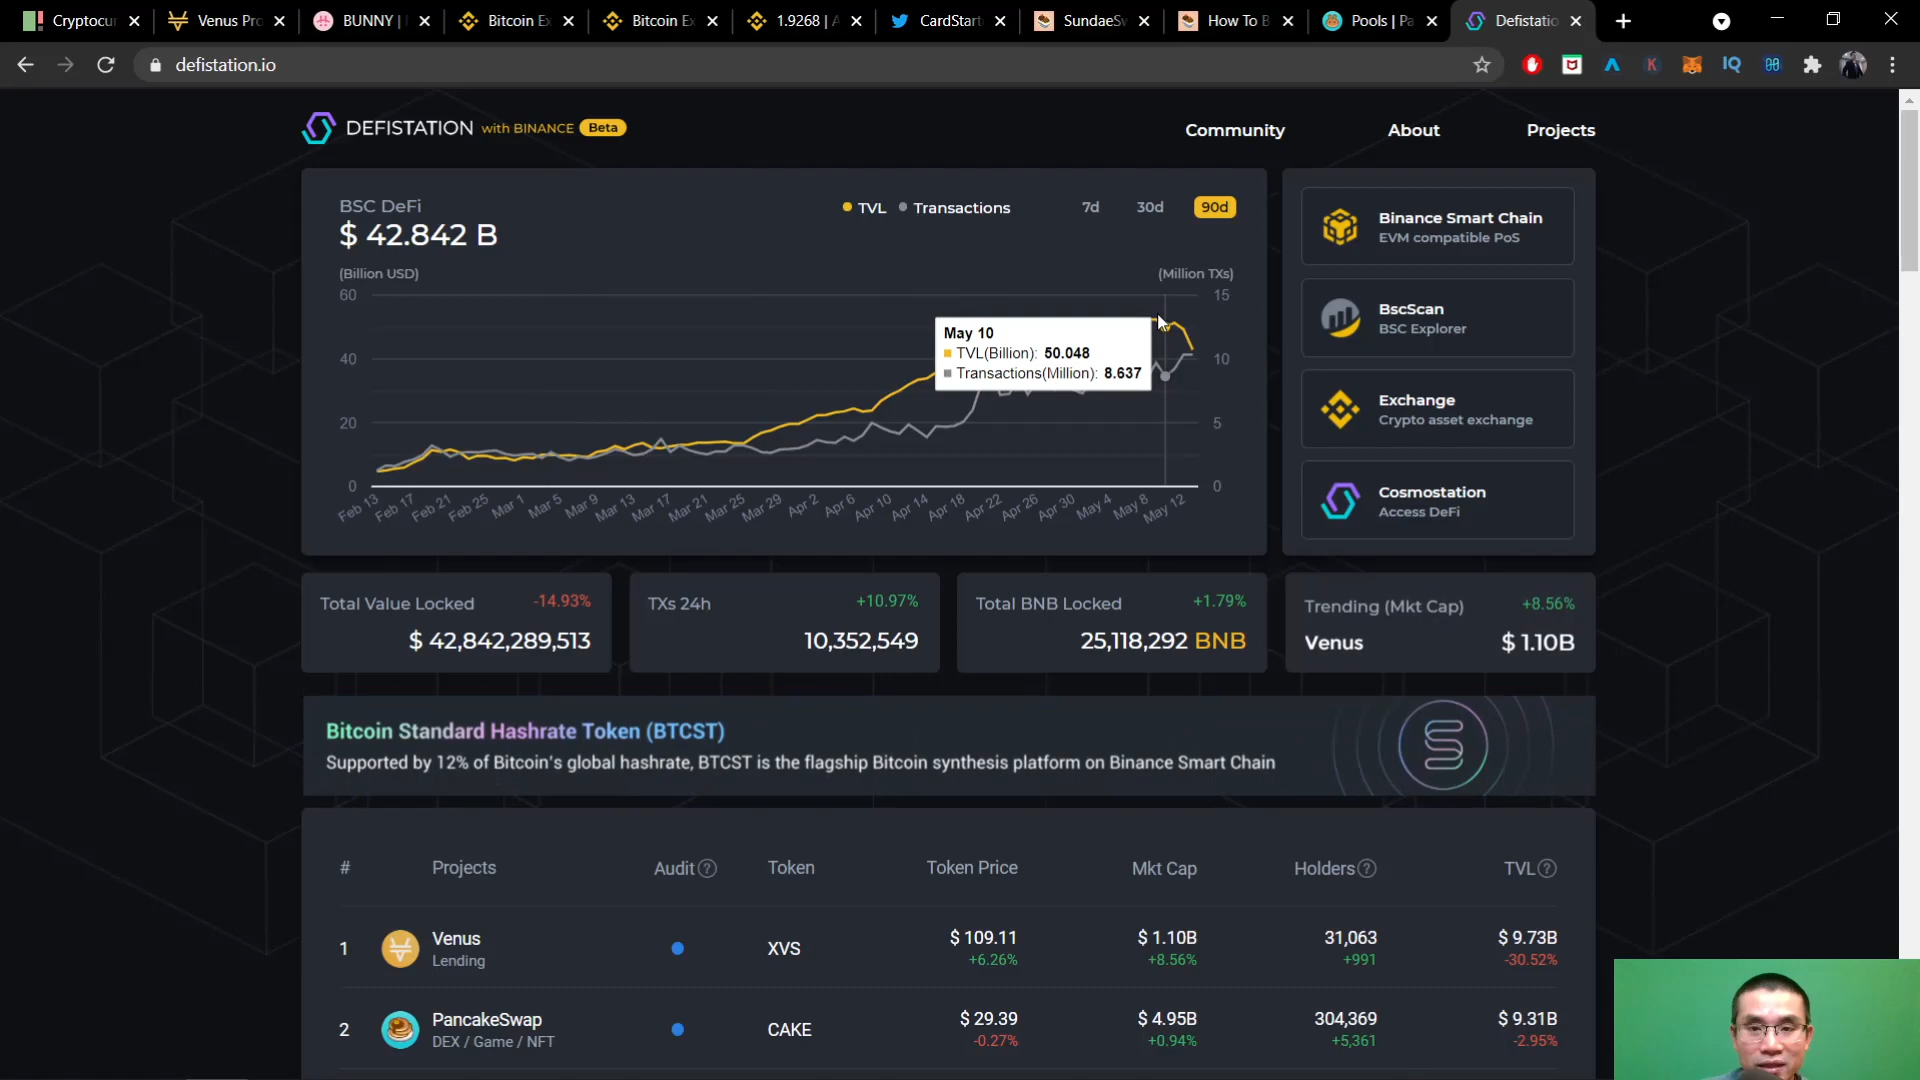 Cryptocur
Venus Pro
BUNNY |
Bitcoin Ex
Bitcoin Ex
1.9268 | A
CardStart
SundaeSw
How To B
Pools | Pa
Defistatio
defistation.io
IQ
DEFISTATION with BINANCE Beta
Community About Projects
BSC DeFi
$ 42.842 B
TVL Transactions 7d 30d 90d
(Billion USD) (Million TXs)
60 15
40 10
20 5
0 0
May 10
TVL(Billion): 50.048
Transactions(Million): 8.637
Feb 13 Feb 17 Feb 21 Feb 25 Mar 1 Mar 5 Mar 9 Mar 13 Mar 17 Mar 21 Mar 25 Mar 29 Apr 2 Apr 6 Apr 10 Apr 14 Apr 18 Apr 22 Apr 26 Apr 30 May 4 May 8 May 12
Binance Smart Chain
EVM compatible PoS
BscScan
BSC Explorer
Exchange
Crypto asset exchange
Cosmostation
Access DeFi
Total Value Locked -14.93%
$ 42,842,289,513
TXs 24h +10.97%
10,352,549
Total BNB Locked +1.79%
25,118,292 BNB
Trending (Mkt Cap) +8.56%
Venus $ 1.10B
Bitcoin Standard Hashrate Token (BTCST)
Supported by 12% of Bitcoin's global hashrate, BTCST is the flagship Bitcoin synthesis platform on Binance Smart Chain
# Projects Audit ? Token Token Price Mkt Cap Holders ? TVL ?
1 Venus XVS $ 109.11 $ 1.10B 31,063 $ 9.73B
Lending +6.26% +8.56% +991 -30.52%
2 PancakeSwap CAKE $ 29.39 $ 4.95B 304,369 $ 9.31B
DEX / Game / NFT -0.27% +0.94% +5,361 -2.95%